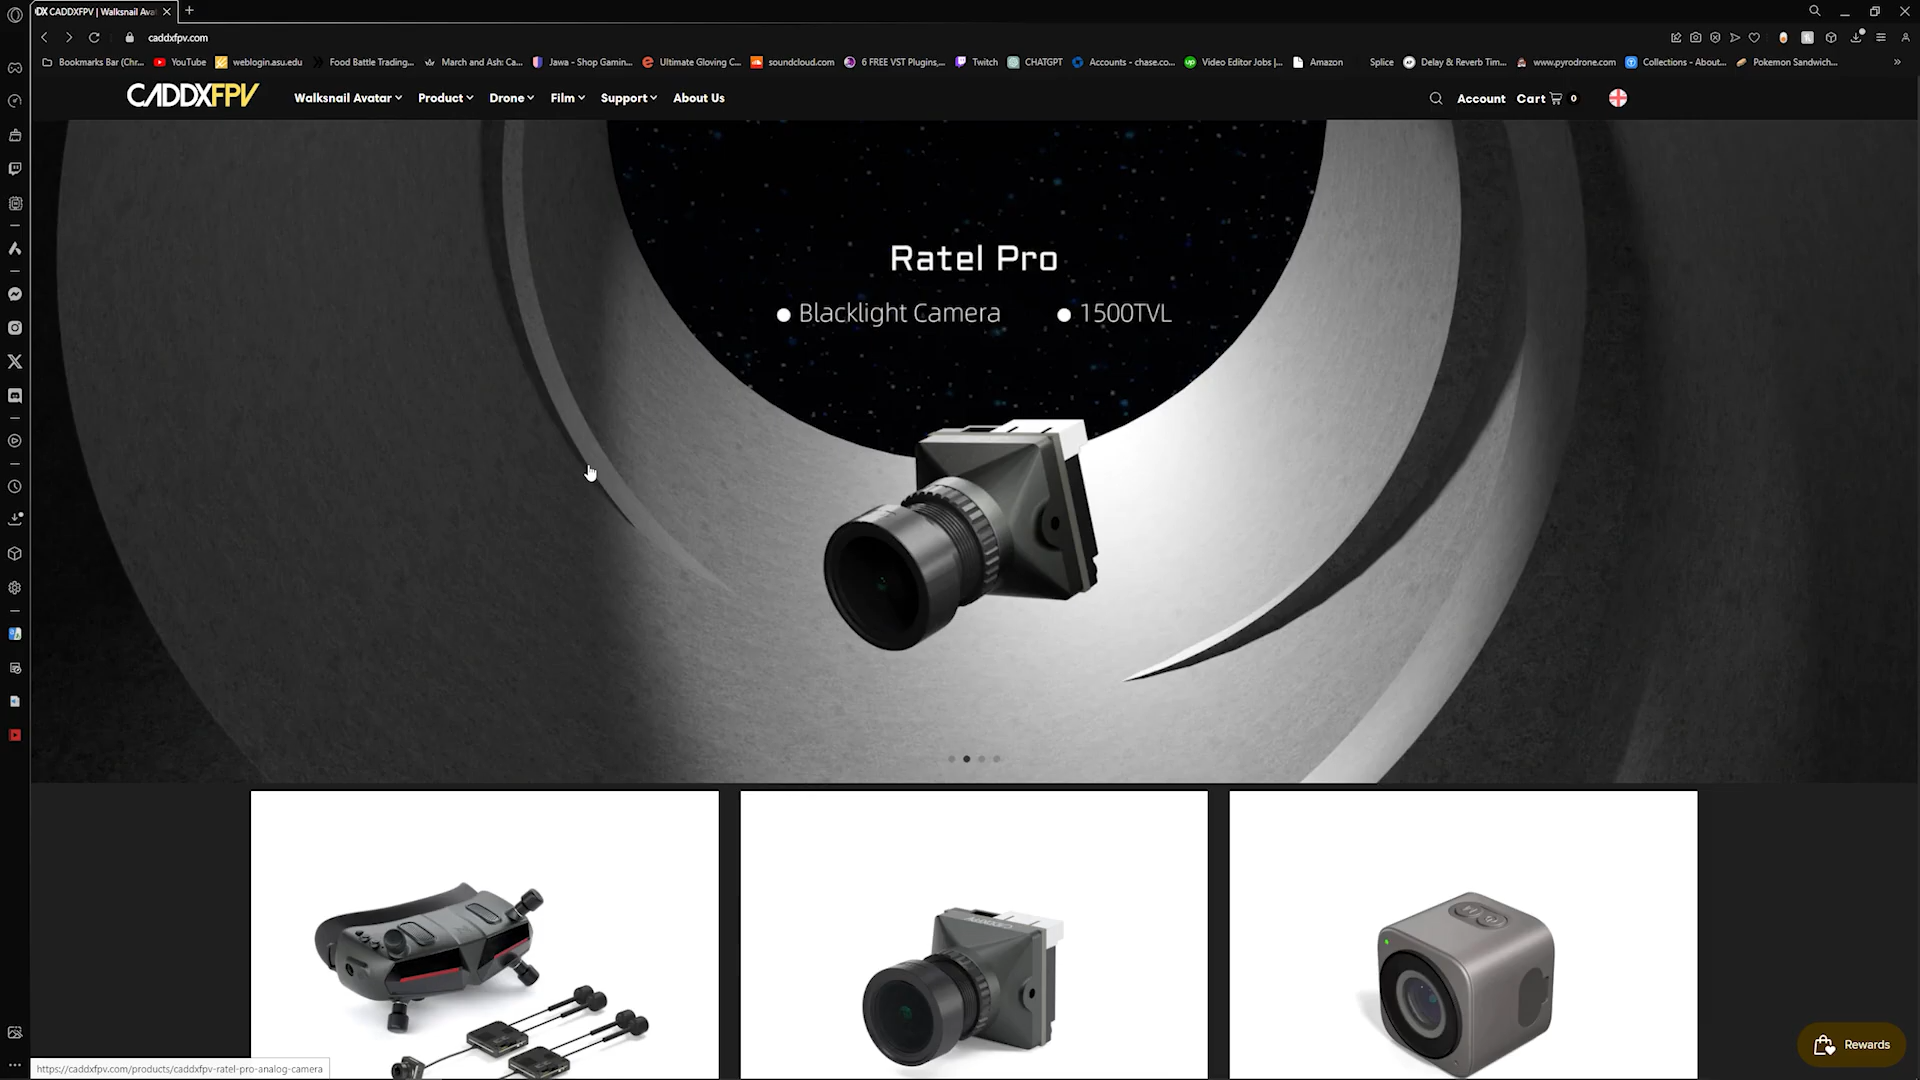 CADDXFPV | Walksnail Ava
caddxfpv.com
Bookmarks Bar (Chr...
YouTube
weblogin.asu.edu
Food Battle Trading...
March and Ash: Ca...
Jawa - Shop Gamin...
Ultimate Gloving C...
soundcloud.com
6 FREE VST Plugins,...
Twitch
CHATGPT
Accounts - chase.co...
Video Editor Jobs |...
Amazon
Splice
Delay & Reverb Tim...
www.pyrodrone.com
Collections - About...
Pokemon Sandwich...
CADDXFPV
Walksnail Avatar
Product
Drone
Film
Support
About Us
Account
Cart
0
Ratel Pro
Blacklight Camera
1500TVL
Rewards
https://caddxfpv.com/products/caddxfpv-ratel-pro-analog-camera